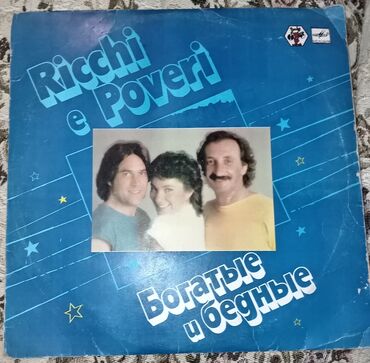 Ricchi
e Poveri
Богатые
и бедные